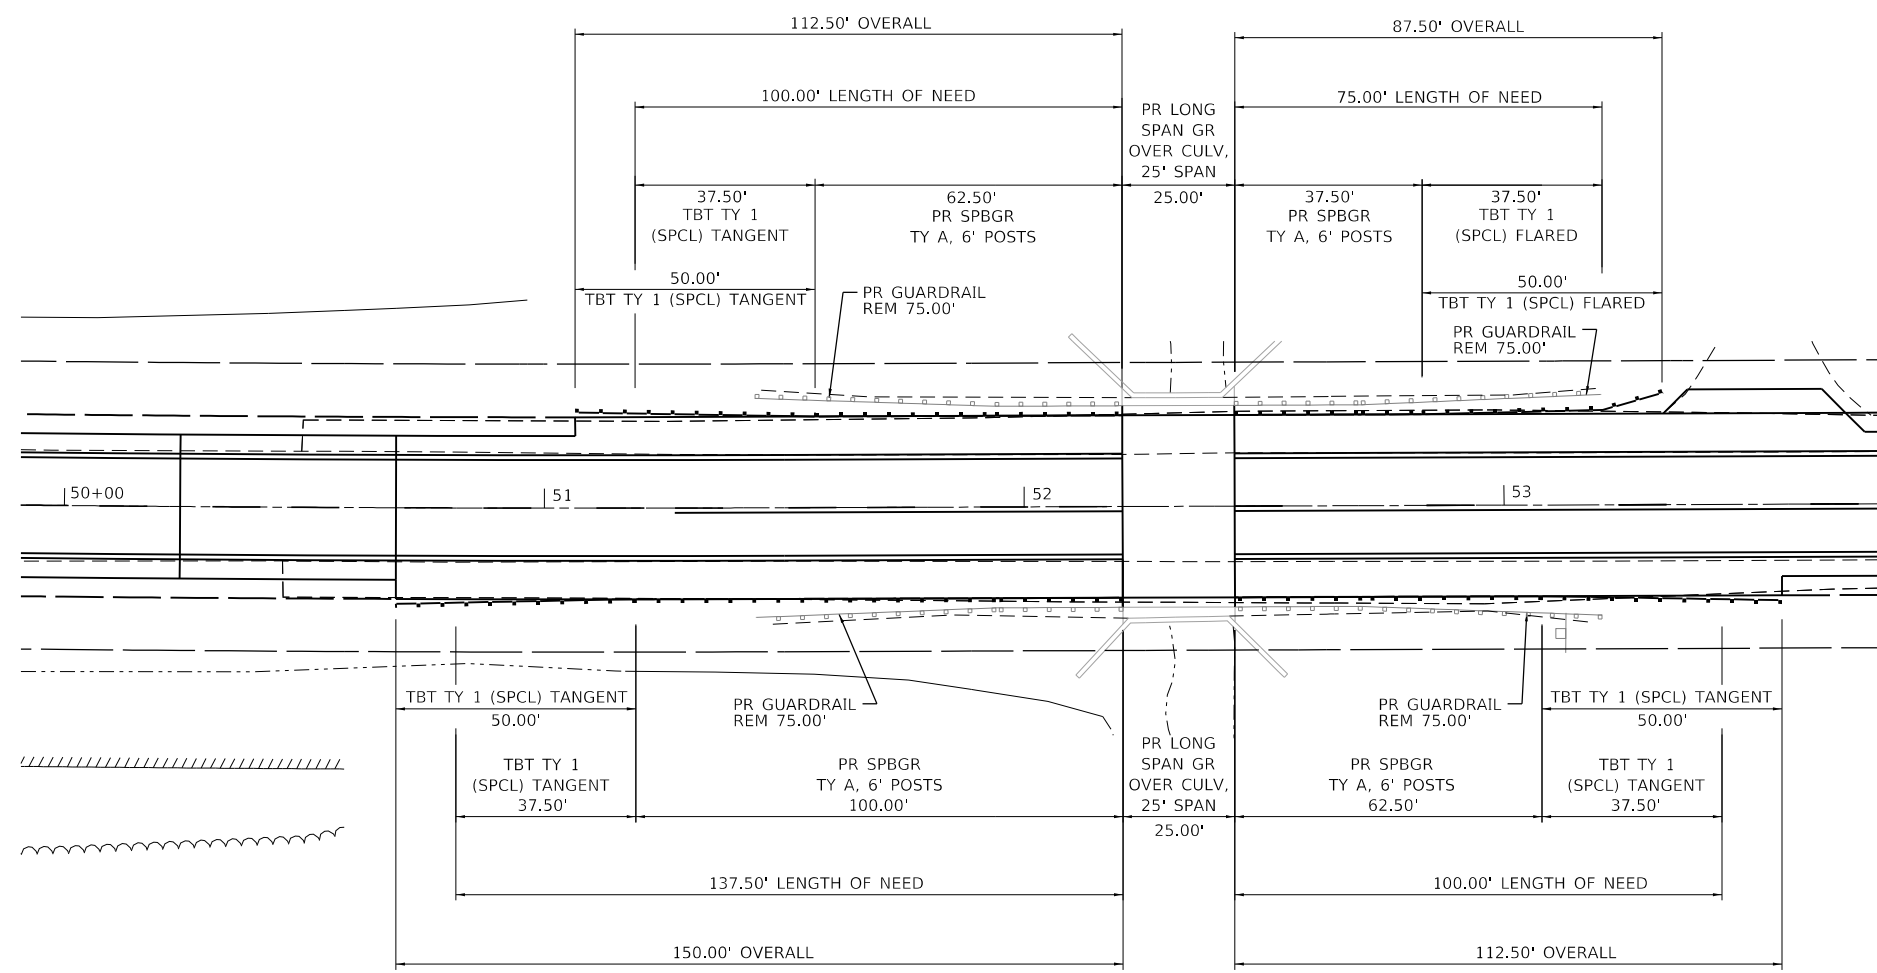 112.50' OVERALL
87.50' OVERALL
100.00' LENGTH OF NEED
75.00' LENGTH OF NEED
PR LONG
SPAN GR
OVER CULV,
25' SPAN
25.00'
37.50'
TBT TY 1
(SPCL) TANGENT
62.50'
PR SPBGR
TY A, 6' POSTS
37.50'
PR SPBGR
TY A, 6' POSTS
37.50'
TBT TY 1
(SPCL) FLARED
50.00'
TBT TY 1 (SPCL) TANGENT
PR GUARDRAIL
REM 75.00'
50.00'
TBT TY 1 (SPCL) FLARED
PR GUARDRAIL
REM 75.00'
50+00
51
52
53
TBT TY 1 (SPCL) TANGENT
50.00'
PR GUARDRAIL
REM 75.00'
PR GUARDRAIL
REM 75.00'
TBT TY 1 (SPCL) TANGENT
50.00'
TBT TY 1
(SPCL) TANGENT
37.50'
PR SPBGR
TY A, 6' POSTS
100.00'
PR LONG
SPAN GR
OVER CULV,
25' SPAN
25.00'
PR SPBGR
TY A, 6' POSTS
62.50'
TBT TY 1
(SPCL) TANGENT
37.50'
137.50' LENGTH OF NEED
100.00' LENGTH OF NEED
150.00' OVERALL
112.50' OVERALL